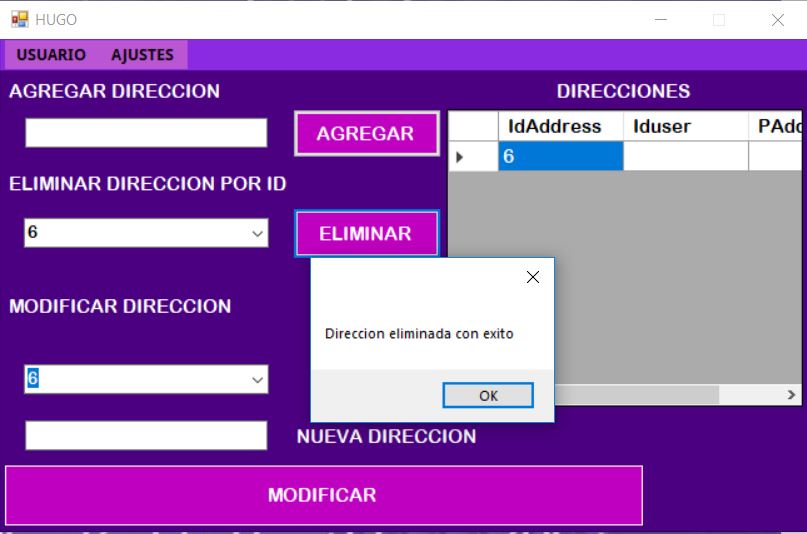 HUGO
USUARIO AJUSTES
AGREGAR DIRECCION
AGREGAR
DIRECCIONES
IdAddress Iduser PAdd
6
ELIMINAR DIRECCION POR ID
6
ELIMINAR
Direccion eliminada con exito
OK
MODIFICAR DIRECCION
6
NUEVA DIRECCION
MODIFICAR